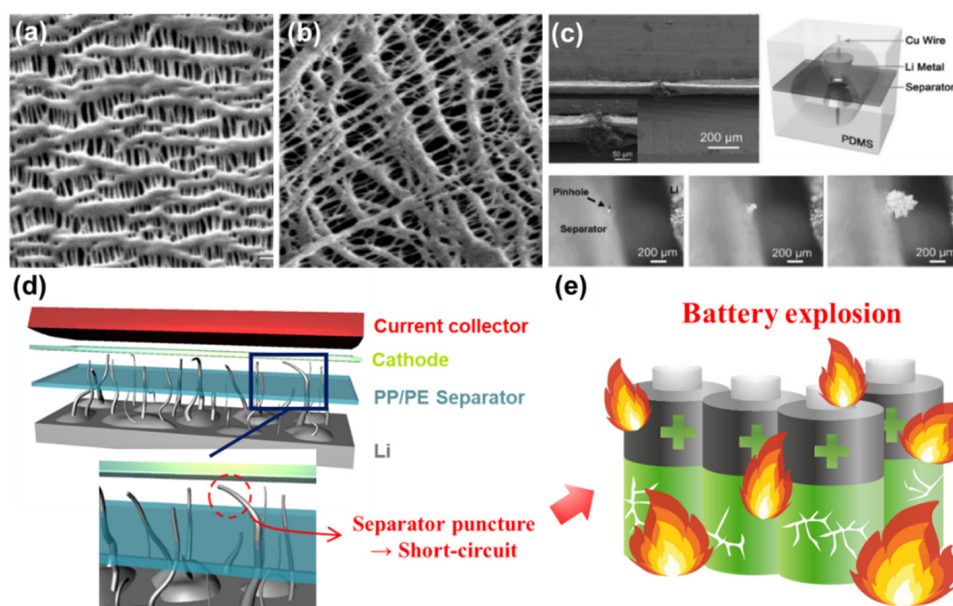 (a)
(b)
(c)
200 μm
50 μm
Cu Wire
Li Metal
Separator
PDMS
Pinhole
Li
Separator
200 μm
200 μm
200 μm
(d)
Current collector
Cathode
PP/PE Separator
Li
Separator puncture
→ Short-circuit
(e)
Battery explosion